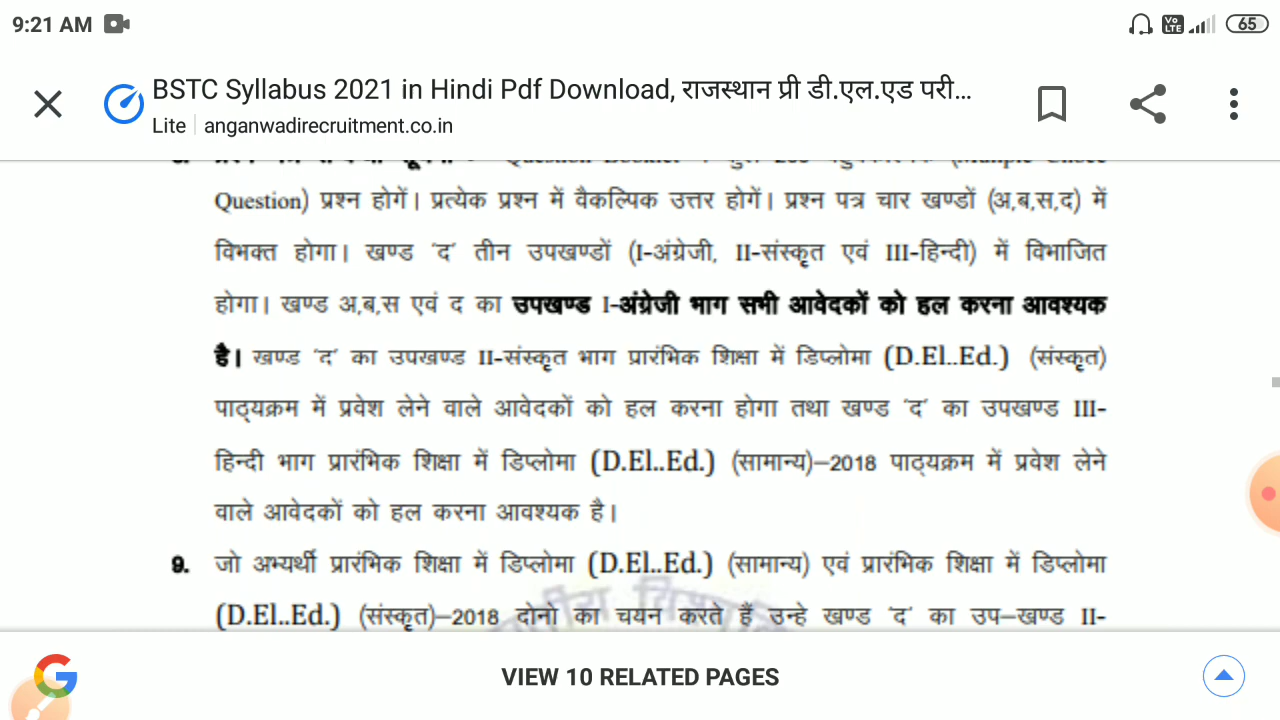 9:21 AM
Vo LTE 65
BSTC Syllabus 2021 in Hindi Pdf Download, राजस्थान प्री डी.एल.एड परी...
Lite anganwadirecruitment.co.in
Question) प्रश्न होगें। प्रत्येक प्रश्न में वैकल्पिक उत्तर होगें। प्रश्न पत्र चार खण्डों (अ,ब,स,द) में
विभक्त होगा। खण्ड 'द' तीन उपखण्डों (I-अंग्रेजी, II-संस्कृत एवं III-हिन्दी) में विभाजित
होगा। खण्ड अ,ब,स एवं द का उपखण्ड I-अंग्रेजी भाग सभी आवेदकों को हल करना आवश्यक
है। खण्ड 'द' का उपखण्ड II-संस्कृत भाग प्रारंभिक शिक्षा में डिप्लोमा (D.El..Ed.) (संस्कृत)
पाठ्यक्रम में प्रवेश लेने वाले आवेदकों को हल करना होगा तथा खण्ड 'द' का उपखण्ड III-
हिन्दी भाग प्रारंभिक शिक्षा में डिप्लोमा (D.El..Ed.) (सामान्य)–2018 पाठ्यक्रम में प्रवेश लेने
वाले आवेदकों को हल करना आवश्यक है।
9. जो अभ्यर्थी प्रारंभिक शिक्षा में डिप्लोमा (D.El..Ed.) (सामान्य) एवं प्रारंभिक शिक्षा में डिप्लोमा
(D.El..Ed.) (संस्कृत)–2018 दोनो का चयन करते हैं उन्हे खण्ड 'द' का उप–खण्ड II-
VIEW 10 RELATED PAGES